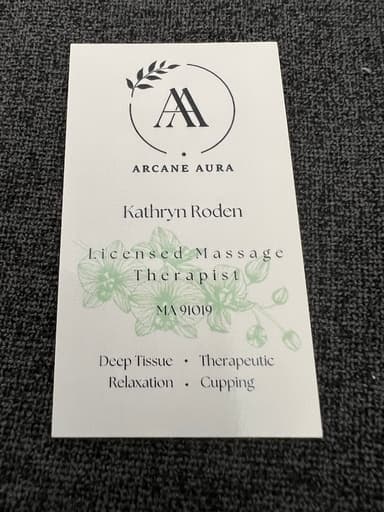 AA
ARCANE AURA
Kathryn Roden
Licensed Massage
Therapist
MA 91019
Deep Tissue • Therapeutic
Relaxation • Cupping